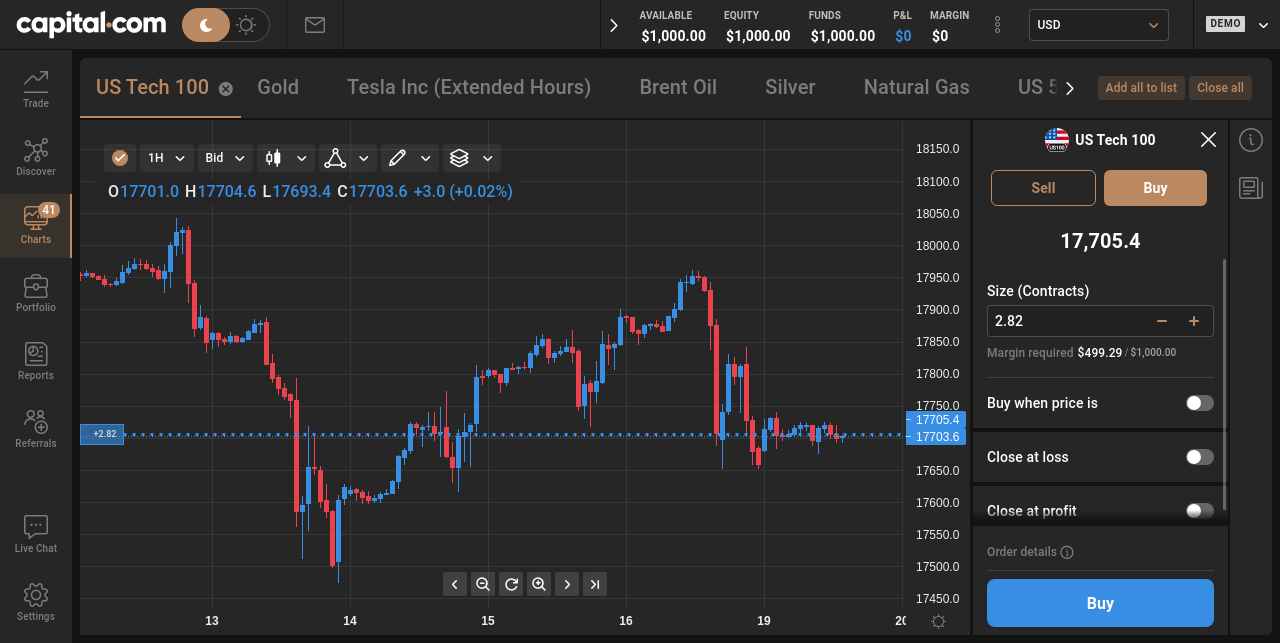 capital.com
AVAILABLE EQUITY FUNDS P&L MARGIN
$1,000.00 $1,000.00 $1,000.00 $0 $0
USD
DEMO
Trade
Discover
41
Charts
Portfolio
Reports
Referrals
Live Chat
Settings
US Tech 100 Gold Tesla Inc (Extended Hours) Brent Oil Silver Natural Gas US 5
Add all to list Close all
1H Bid
O17701.0 H17704.6 L17693.4 C17703.6 +3.0 (+0.02%)
18150.0
18100.0
18050.0
18000.0
17950.0
17900.0
17850.0
17800.0
17750.0
17705.4
+2.82
17703.6
17650.0
17600.0
17550.0
17500.0
17450.0
13 14 15 16 19 20
US100
US Tech 100
Sell Buy
17,705.4
Size (Contracts)
2.82 − +
Margin required $499.29 / $1,000.00
Buy when price is
Close at loss
Close at profit
Order details
Buy